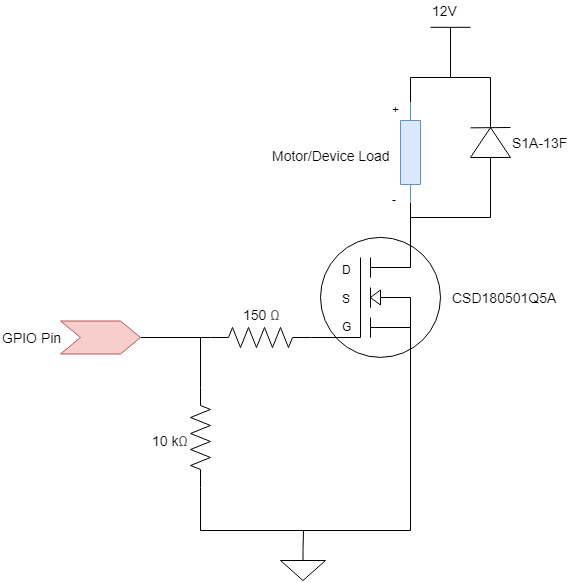 12V
+
Motor/Device Load
S1A-13F
-
D
S
G
CSD180501Q5A
150 Ω
GPIO Pin
10 kΩ